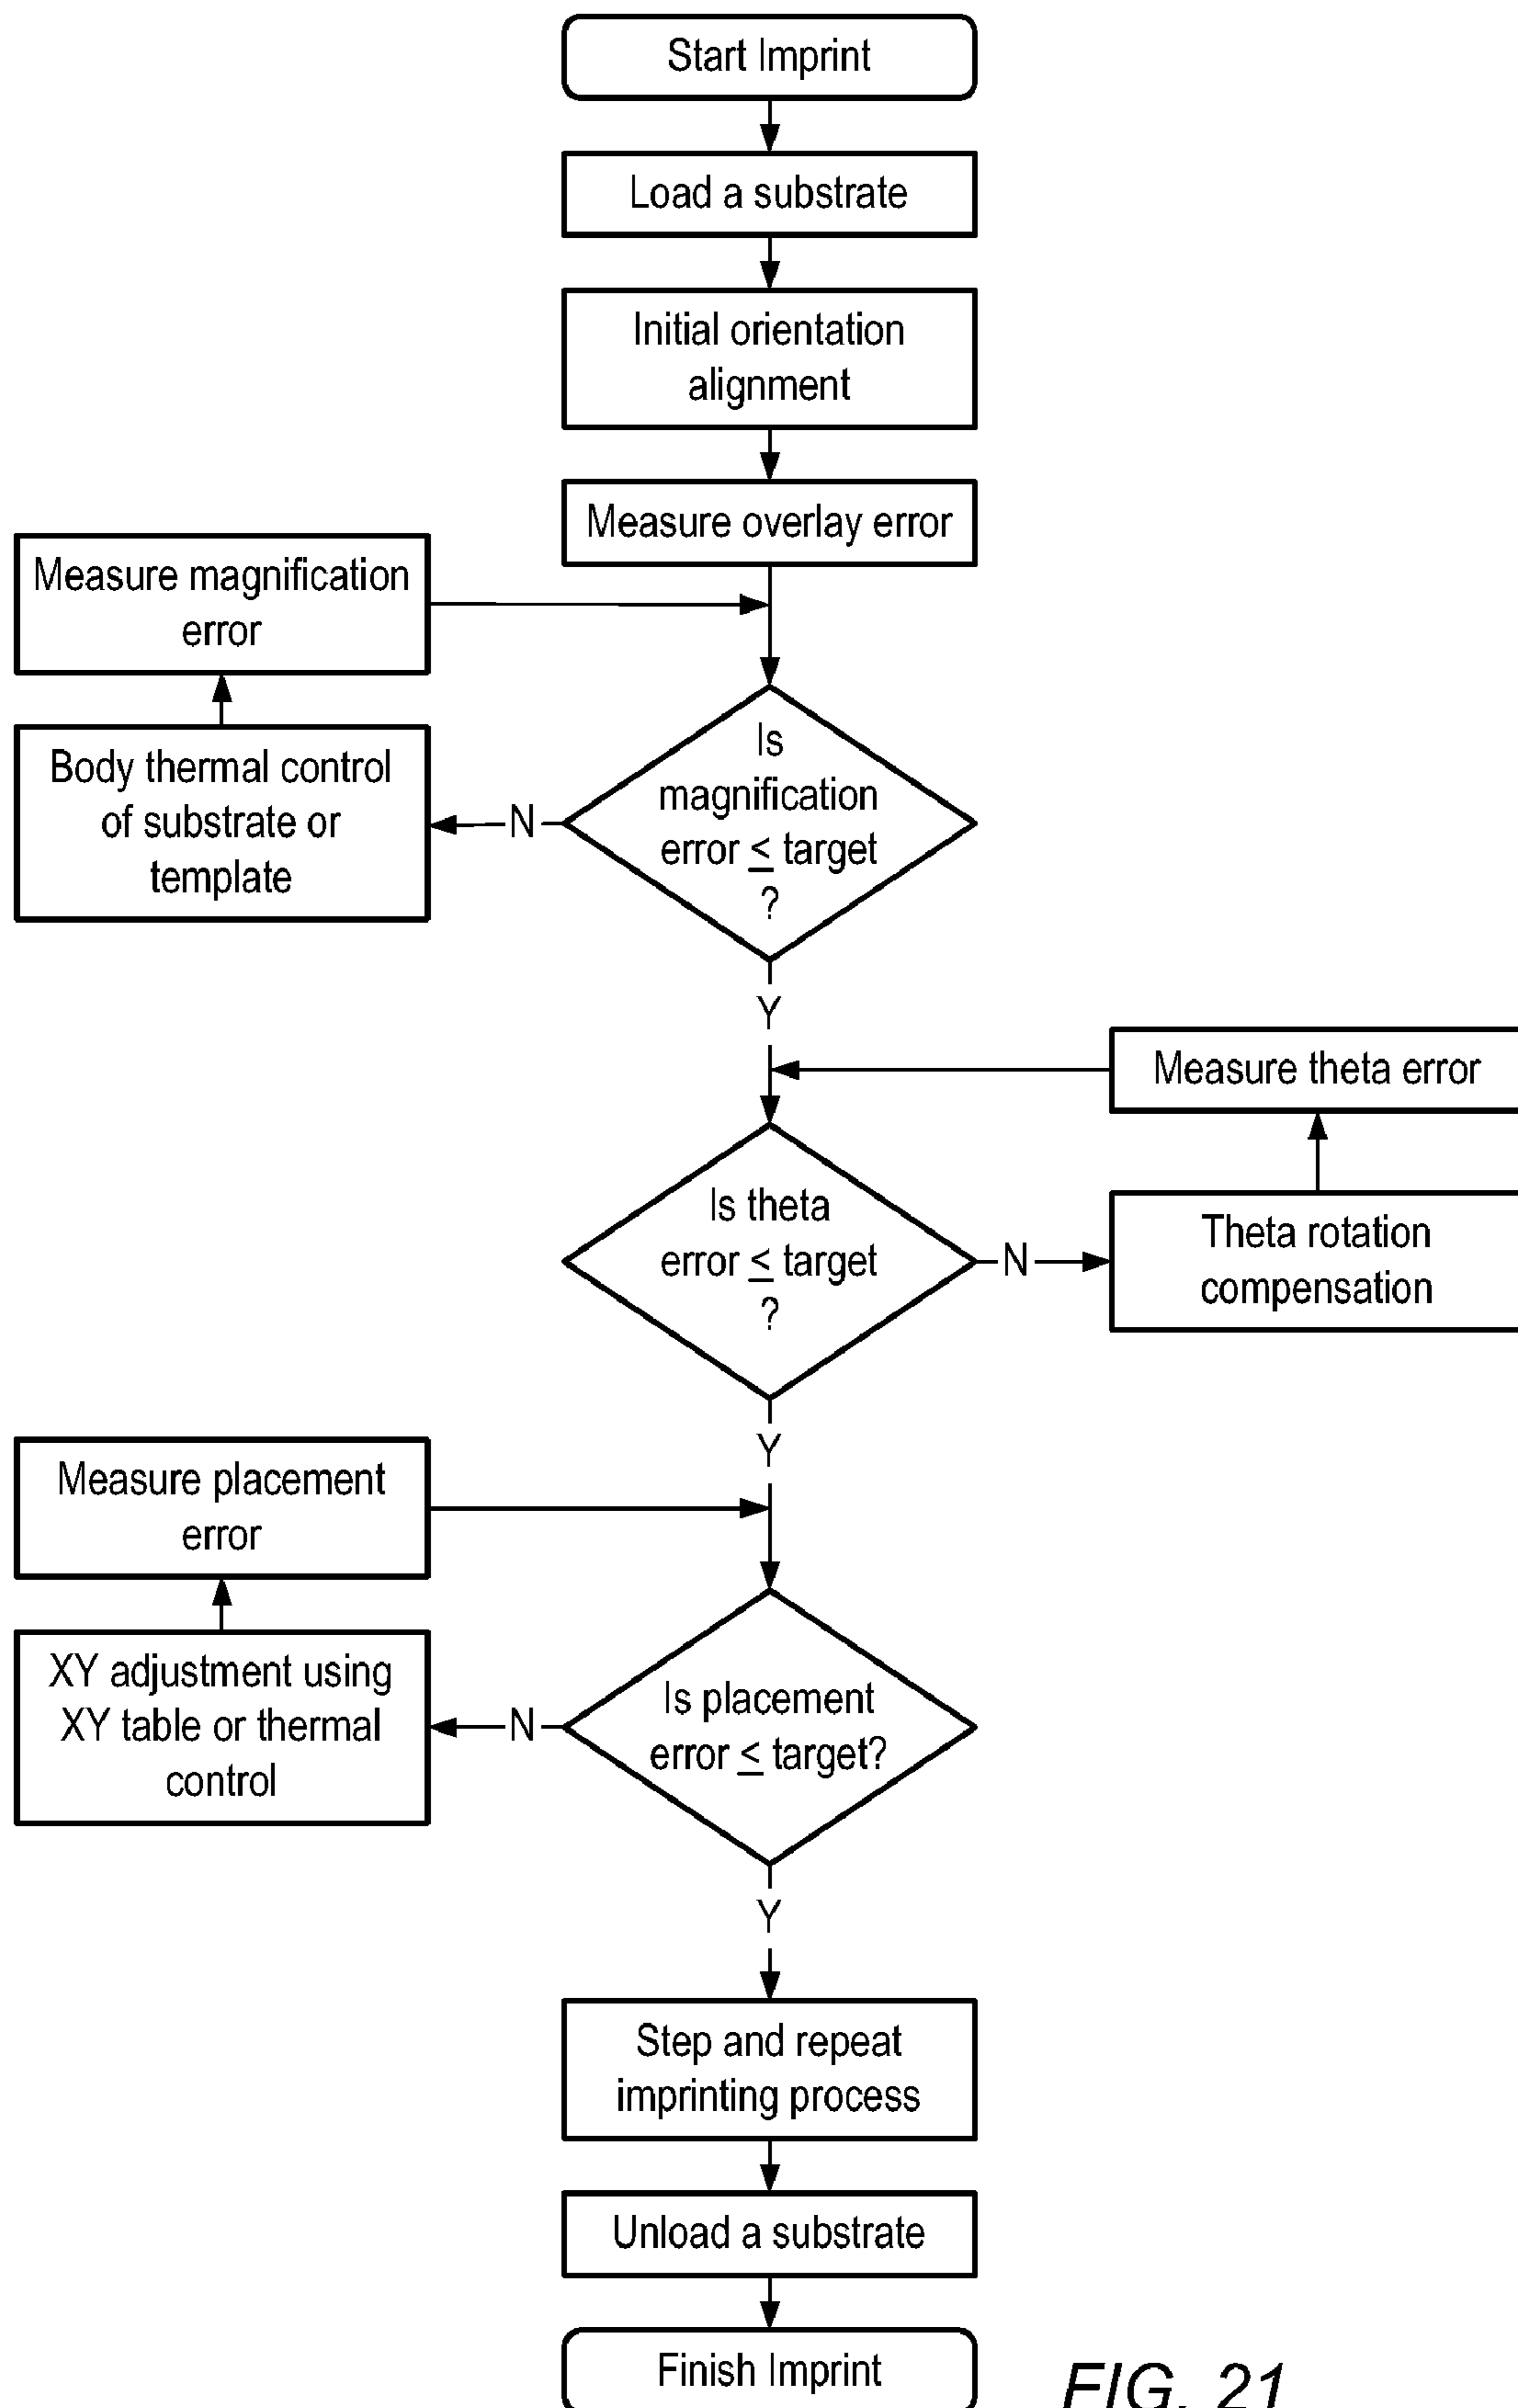 Start Imprint
Load a substrate
Initial orientation
alignment
Measure overlay error
Measure magnification
error
Body thermal control
of substrate or
template
N
Is
magnification
error ≤ target
?
Y
Measure theta error
Is theta
error ≤ target
?
N
Theta rotation
compensation
Y
Measure placement
error
XY adjustment using
XY table or thermal
control
N
Is placement
error ≤ target?
Y
Step and repeat
imprinting process
Unload a substrate
Finish Imprint
FIG. 21